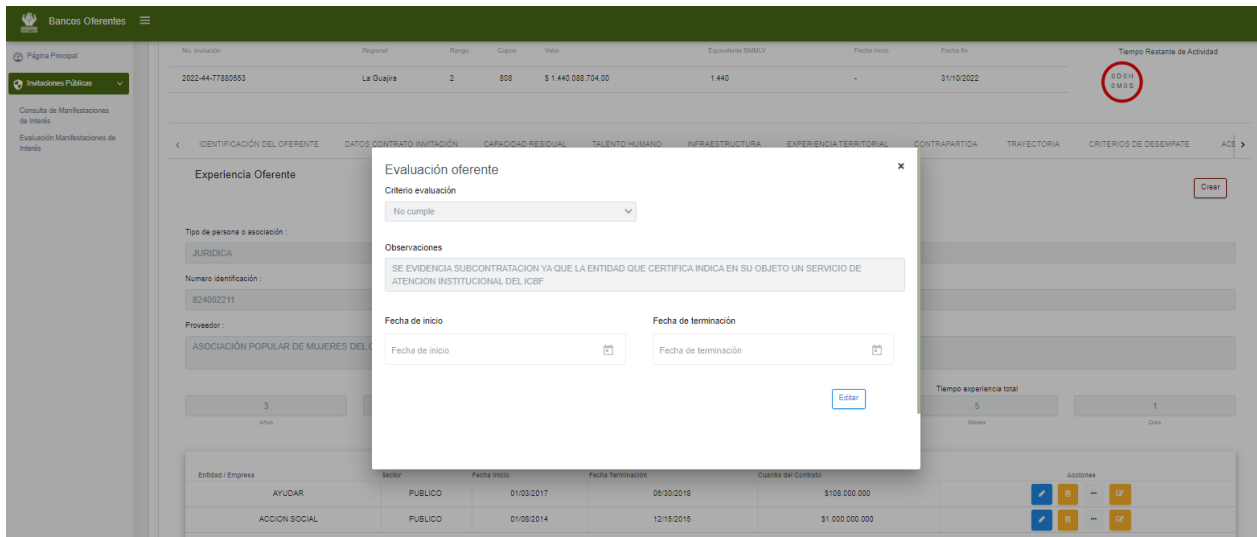 Bancos Oferentes
Página Principal
Invitaciones Públicas
Consulta de Manifestaciones
de Interés
Evaluación Manifestaciones de
Interés
No. Invitación Regional Rango Cupos Valor Equivalente SMMLV Fecha inicio Fecha fin Tiempo Restante de Actividad
2022-44-77880553 La Guajira 2 808 $ 1.440.088.704,00 1.440 - 31/10/2022
0 D 0 H
0 M 0 S
IDENTIFICACIÓN DEL OFERENTE DATOS CONTRATO INVITACIÓN CAPACIDAD RESIDUAL TALENTO HUMANO INFRAESTRUCTURA EXPERIENCIA TERRITORIAL CONTRAPARTIDA TRAYECTORIA CRITERIOS DE DESEMPATE ACE
Experiencia Oferente
Crear
Tipo de persona o asociación :
JURIDICA
Numero identificación :
824002211
Proveedor :
ASOCIACIÓN POPULAR DE MUJERES DEL
Tiempo experiencia total
3 5 1
Años Meses Dias
Evaluación oferente ×
Criterio evaluación
No cumple
Observaciones
SE EVIDENCIA SUBCONTRATACION YA QUE LA ENTIDAD QUE CERTIFICA INDICA EN SU OBJETO UN SERVICIO DE
ATENCION INSTITUCIONAL DEL ICBF
Fecha de inicio Fecha de terminación
Fecha de inicio Fecha de terminación
Editar
Entidad / Empresa Sector Fecha Inicio Fecha Terminación Cuantía del Contrato Acciones
AYUDAR PUBLICO 01/03/2017 06/30/2018 $108.000.000
ACCION SOCIAL PUBLICO 01/08/2014 12/15/2015 $1.000.000.000